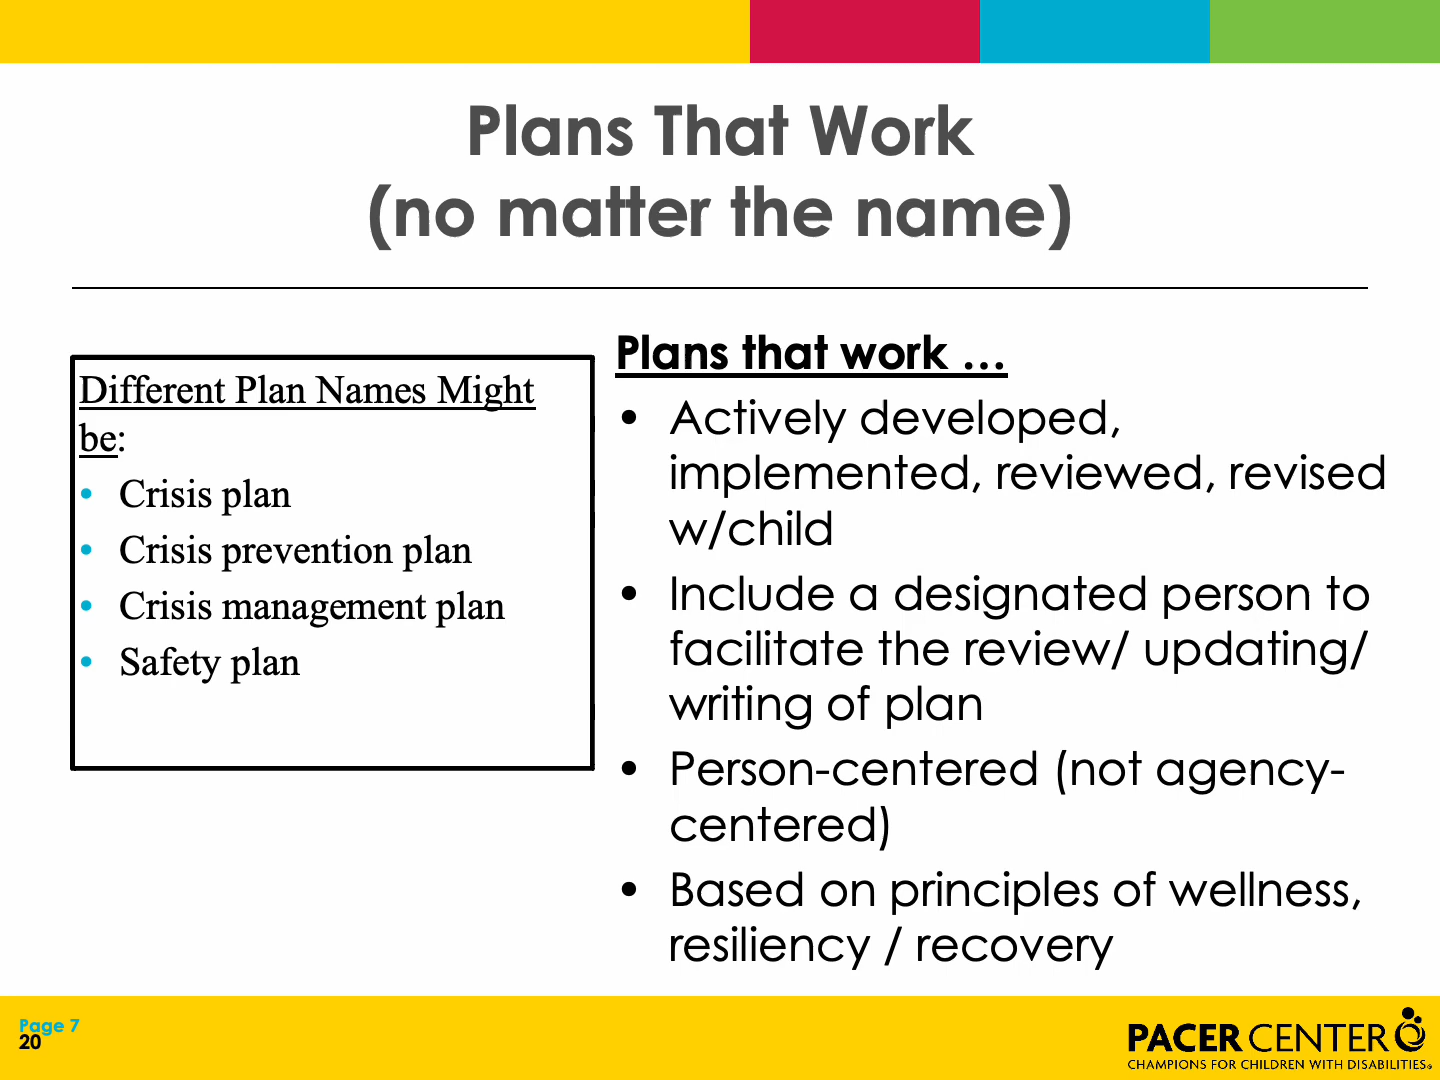 Plans That Work
(no matter the name)
Different Plan Names Might
be:
• Crisis plan
• Crisis prevention plan
• Crisis management plan
• Safety plan
Plans that work …
• Actively developed,
implemented, reviewed, revised
w/child
• Include a designated person to
facilitate the review/ updating/
writing of plan
• Person-centered (not agency-
centered)
• Based on principles of wellness,
resiliency / recovery
Page 7
20
PACER CENTER
CHAMPIONS FOR CHILDREN WITH DISABILITIES®